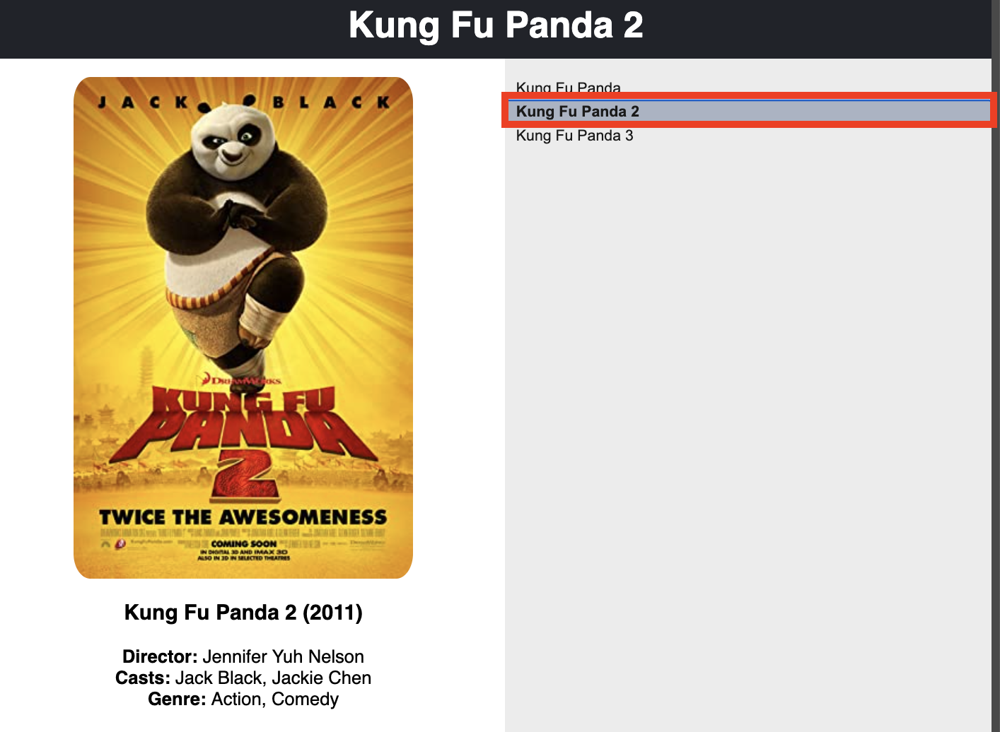 Kung Fu Panda 2
JACK BLACK
DREAMWORKS
KUNG FU
PANDA
2
TWICE THE AWESOMENESS
KungFuPanda.com
COMING SOON
IN DIGITAL 3D AND IMAX 3D
ALSO IN 2D IN SELECTED THEATRES
Kung Fu Panda 2 (2011)
Director: Jennifer Yuh Nelson
Casts: Jack Black, Jackie Chen
Genre: Action, Comedy
Kung Fu Panda
Kung Fu Panda 2
Kung Fu Panda 3